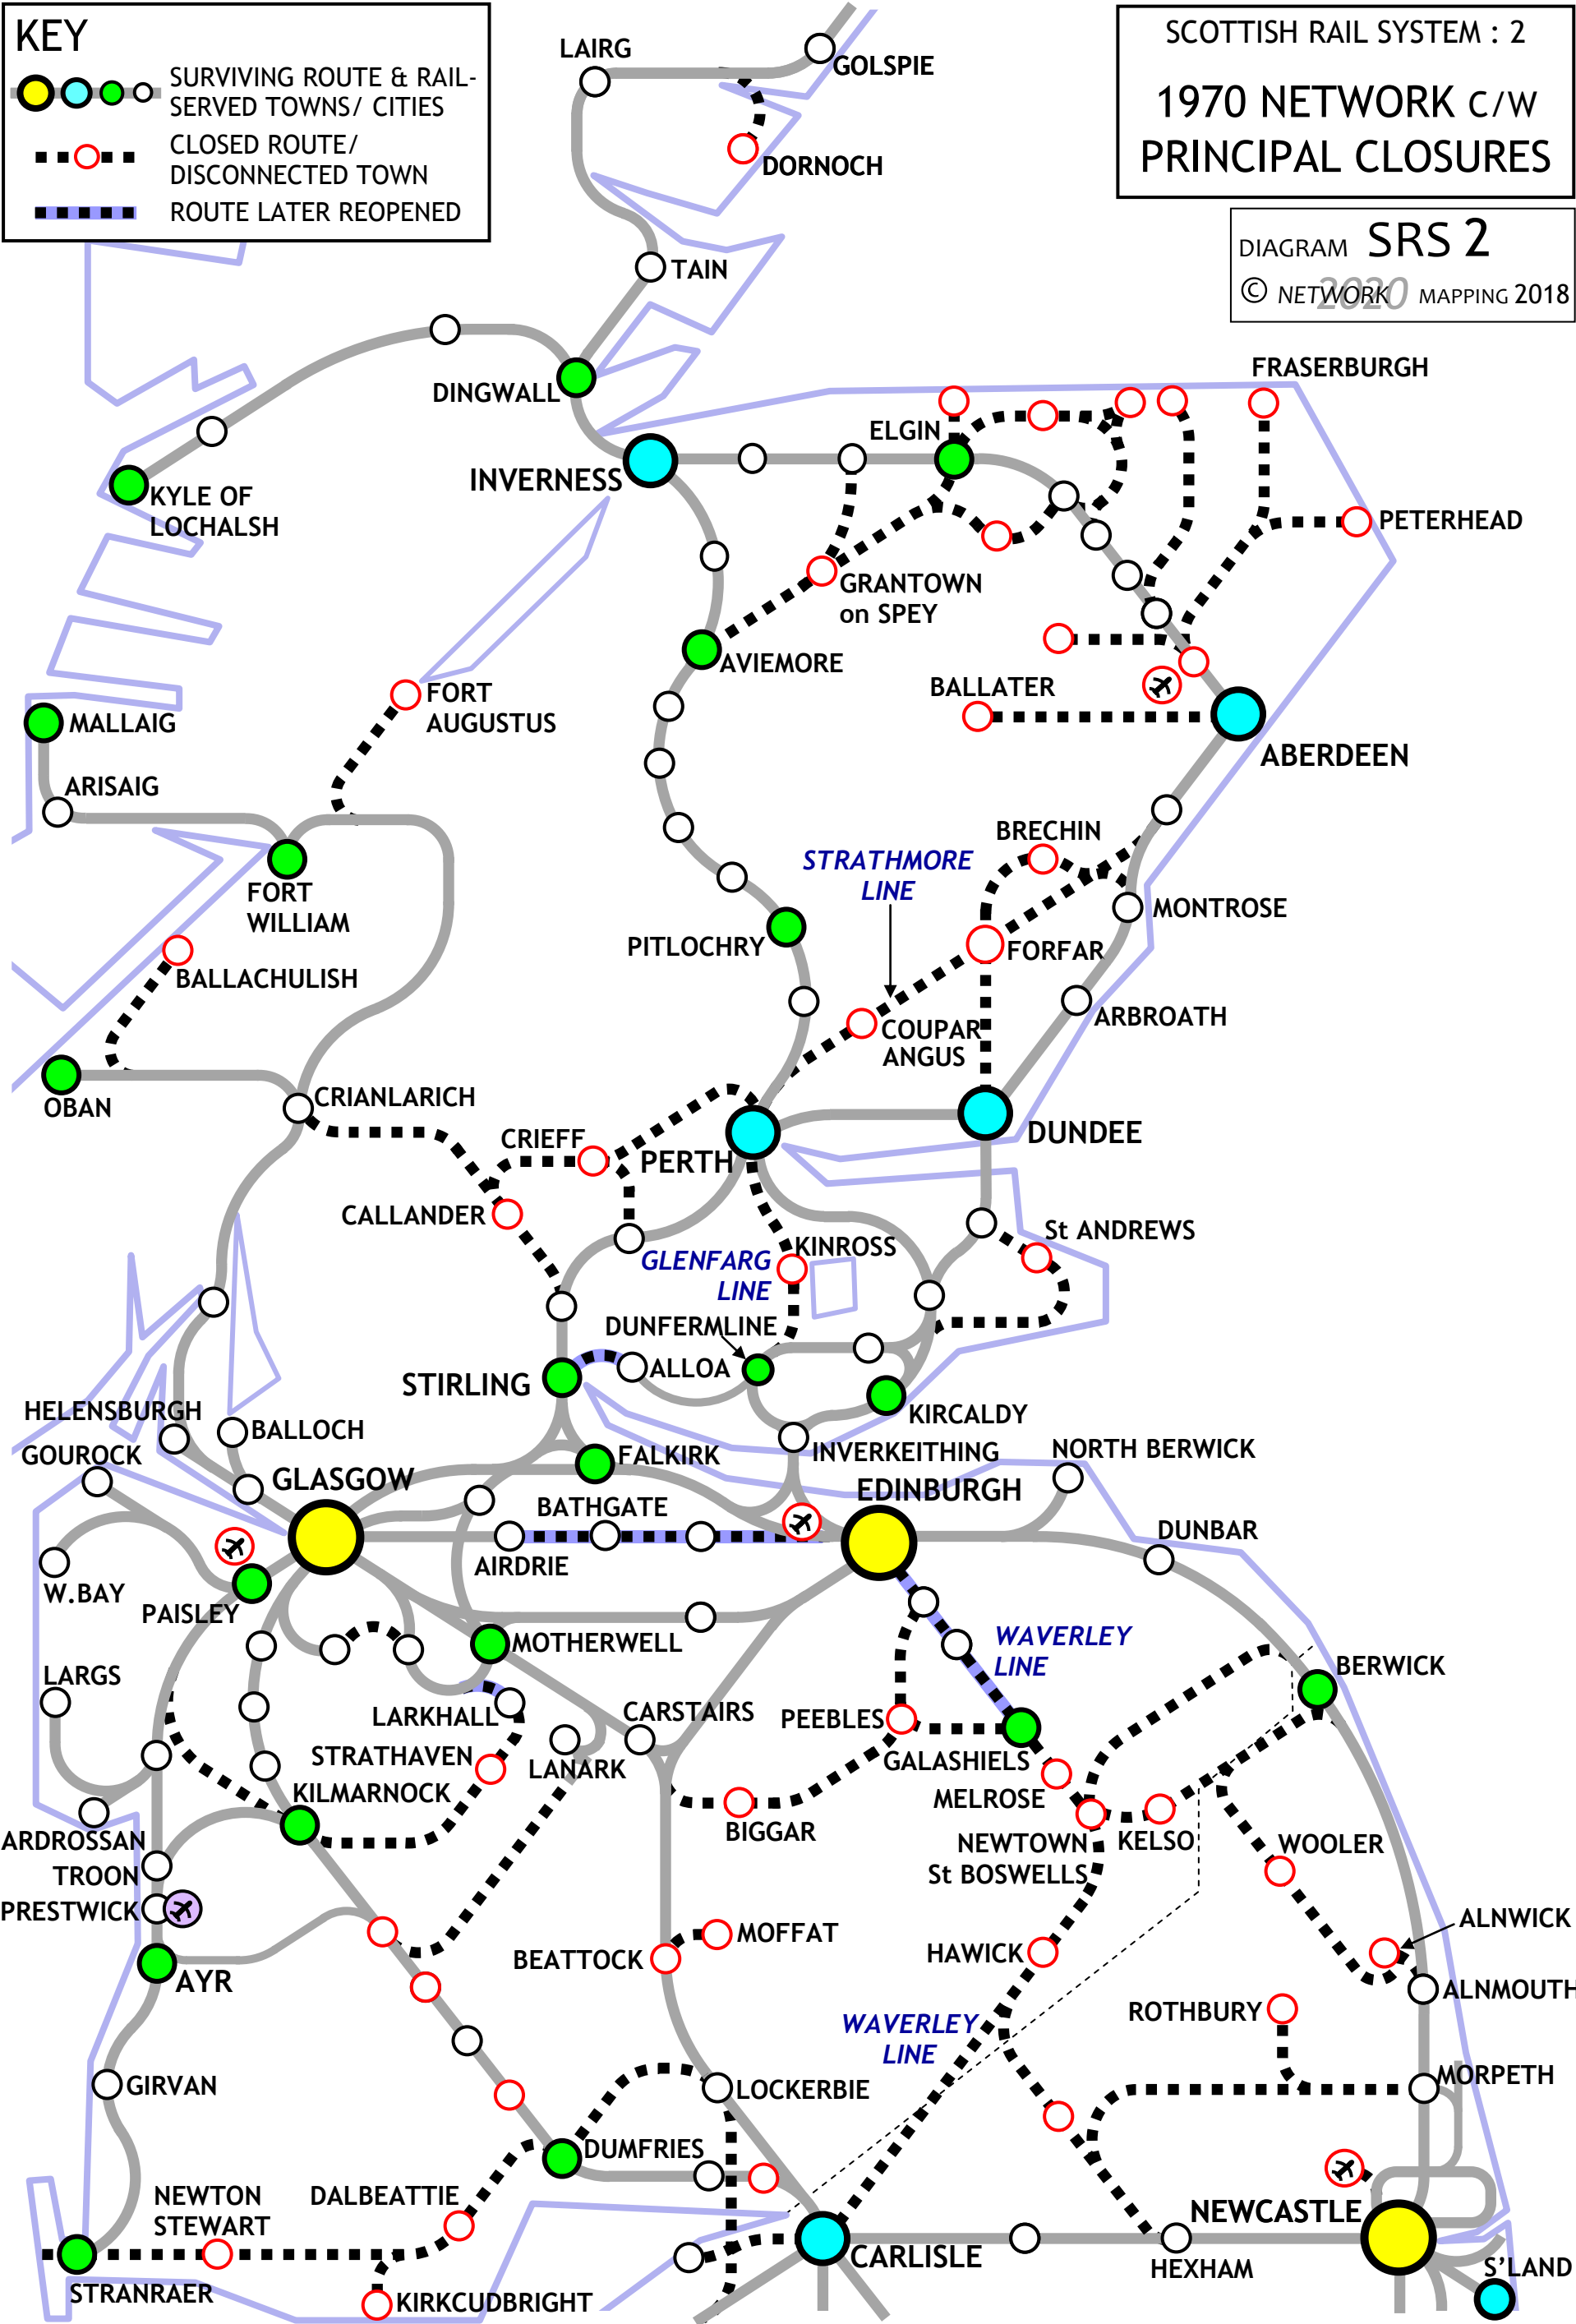 KEY
SURVIVING ROUTE & RAIL-
SERVED TOWNS/ CITIES
CLOSED ROUTE/
DISCONNECTED TOWN
ROUTE LATER REOPENED
SCOTTISH RAIL SYSTEM : 2
1970 NETWORK C/W
PRINCIPAL CLOSURES
DIAGRAM SRS 2
© NETWORK 2020 MAPPING 2018
LAIRG
GOLSPIE
DORNOCH
TAIN
DINGWALL
FRASERBURGH
ELGIN
INVERNESS
KYLE OF
LOCHALSH
PETERHEAD
GRANTOWN
on SPEY
AVIEMORE
BALLATER
FORT
AUGUSTUS
MALLAIG
ABERDEEN
ARISAIG
BRECHIN
STRATHMORE
LINE
FORT
WILLIAM
MONTROSE
PITLOCHRY
FORFAR
BALLACHULISH
ARBROATH
COUPAR
ANGUS
OBAN
CRIANLARICH
DUNDEE
CRIEFF
PERTH
CALLANDER
St ANDREWS
KINROSS
GLENFARG
LINE
DUNFERMLINE
STIRLING
ALLOA
KIRCALDY
HELENSBURGH
BALLOCH
GOUROCK
FALKIRK
INVERKEITHING
NORTH BERWICK
GLASGOW
EDINBURGH
BATHGATE
DUNBAR
AIRDRIE
W.BAY
PAISLEY
MOTHERWELL
WAVERLEY
LINE
BERWICK
LARGS
LARKHALL
CARSTAIRS
PEEBLES
STRATHAVEN
LANARK
GALASHIELS
KILMARNOCK
MELROSE
BIGGAR
ARDROSSAN
NEWTOWN
St BOSWELLS
KELSO
WOOLER
TROON
PRESTWICK
ALNWICK
MOFFAT
BEATTOCK
HAWICK
AYR
ALNMOUTH
ROTHBURY
WAVERLEY
LINE
GIRVAN
LOCKERBIE
MORPETH
DUMFRIES
NEWTON
STEWART
DALBEATTIE
NEWCASTLE
CARLISLE
HEXHAM
S'LAND
STRANRAER
KIRKCUDBRIGHT